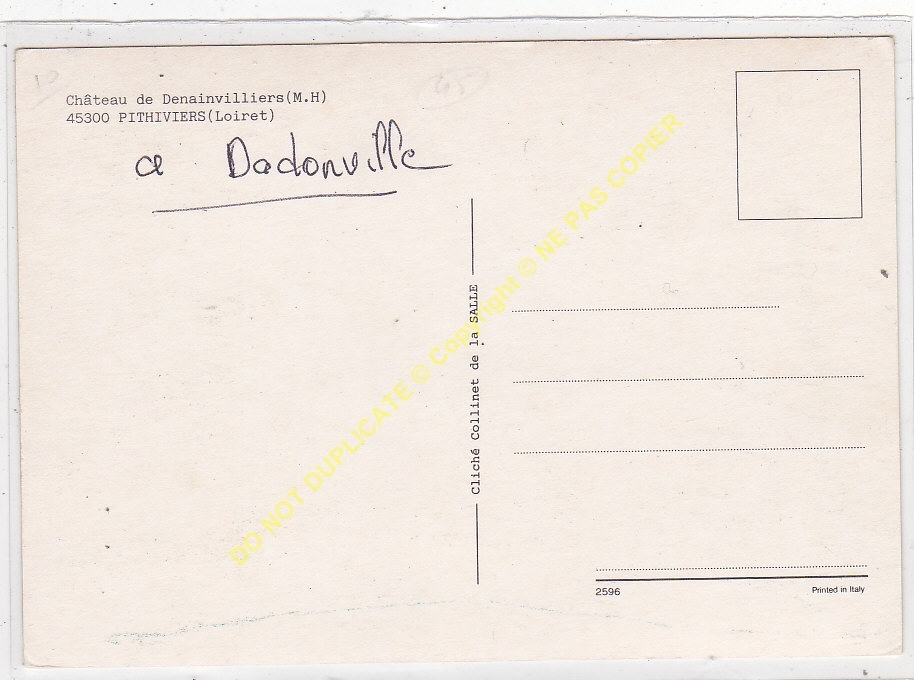 Château de Denainvilliers(M.H)
45300 PITHIVIERS(Loiret)
a Dadonville
Cliché Collinet de la SALLE
DO NOT DUPLICATE © Copyright © NE PAS COPIER
2596
Printed in Italy